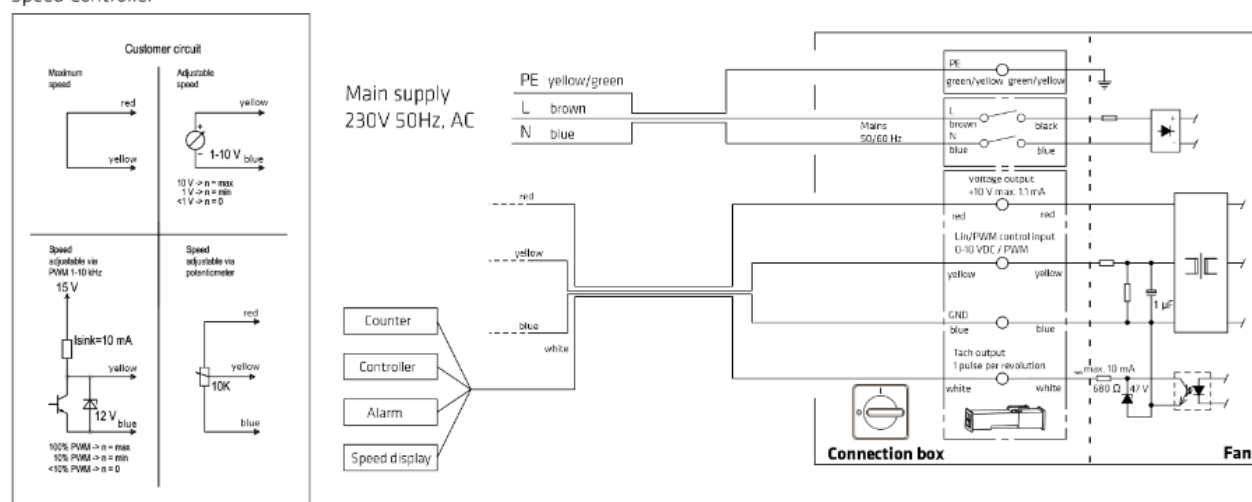 Speed Controller
Customer circuit
Maximum
speed
red
yellow
Adjustable
speed
yellow
+
1-10 V
−
blue
10 V -> n = max
1 V -> n = min
<1 V -> n = 0
Speed
adjustable via
PWM 1-10 kHz
15 V
Isink=10 mA
yellow
12 V
blue
100% PWM -> n = max
10% PWM -> n = min
<10% PWM -> n = 0
Speed
adjustable via
potentiometer
red
yellow
10K
blue
Main supply
230V 50Hz, AC
PE yellow/green
L brown
N blue
red
yellow
blue
white
Counter
Controller
Alarm
Speed display
Mains
50/60 Hz
PE
green/yellow green/yellow
L
brown black
N
blue blue
voltage output
+10 V max. 1.1 mA
red red
Lin/PWM control input
0-10 VDC / PWM
yellow yellow
GND
blue blue
Tach output
1 pulse per revolution
white white
+
−
1 µF
max. 10 mA
680 Ω 47 V
I
0
Connection box
Fan